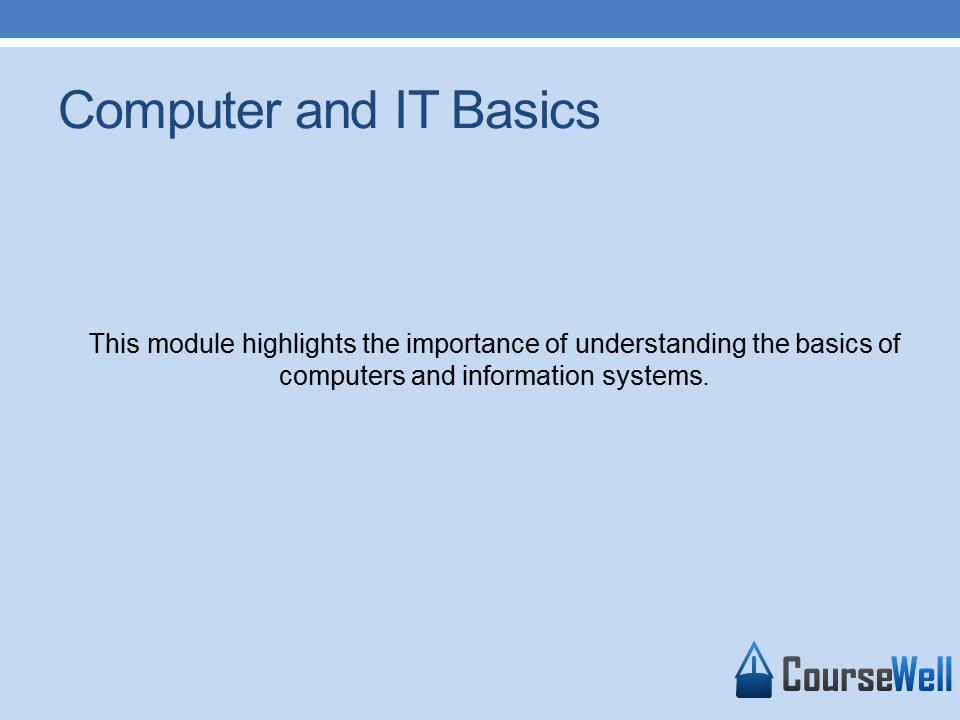 Computer and IT Basics
This module highlights the importance of understanding the basics of
computers and information systems.
CourseWell